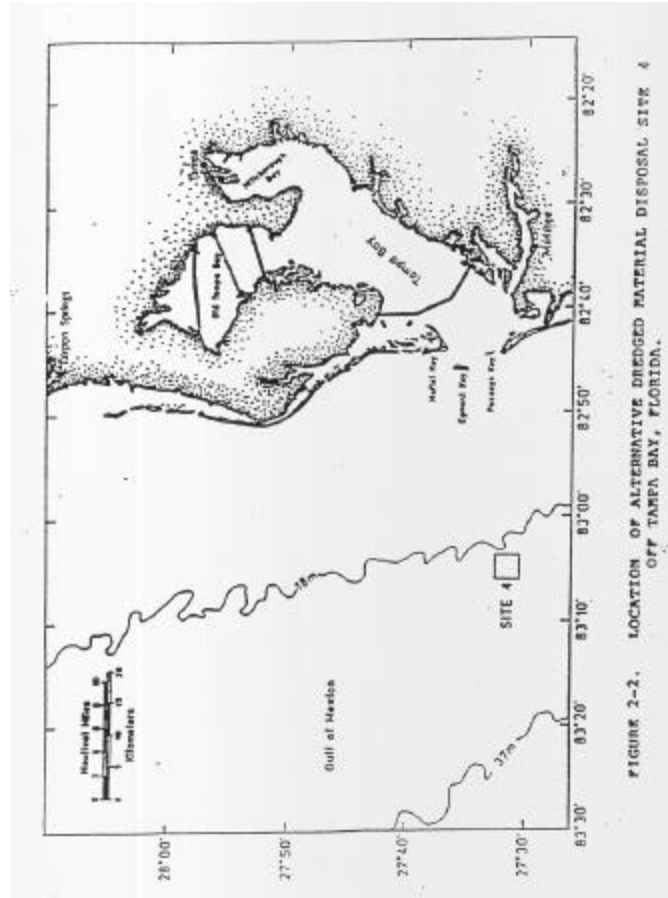 Tarpon Springs
Tampa
Hillsborough
Bay
Old Tampa Bay
Tampa Bay
Mullet Key
Egmont Key
Passage Key
Nautical Miles
Kilometers
Gulf of Mexico
18m
37m
SITE 4
28°00'
27°50'
27°40'
27°30'
83°30'
83°20'
83°10'
83°00'
82°50'
82°40'
82°30'
82°20'
FIGURE 2-2. LOCATION OF ALTERNATIVE DREDGED MATERIAL DISPOSAL SITE 4
OFF TAMPA BAY, FLORIDA.